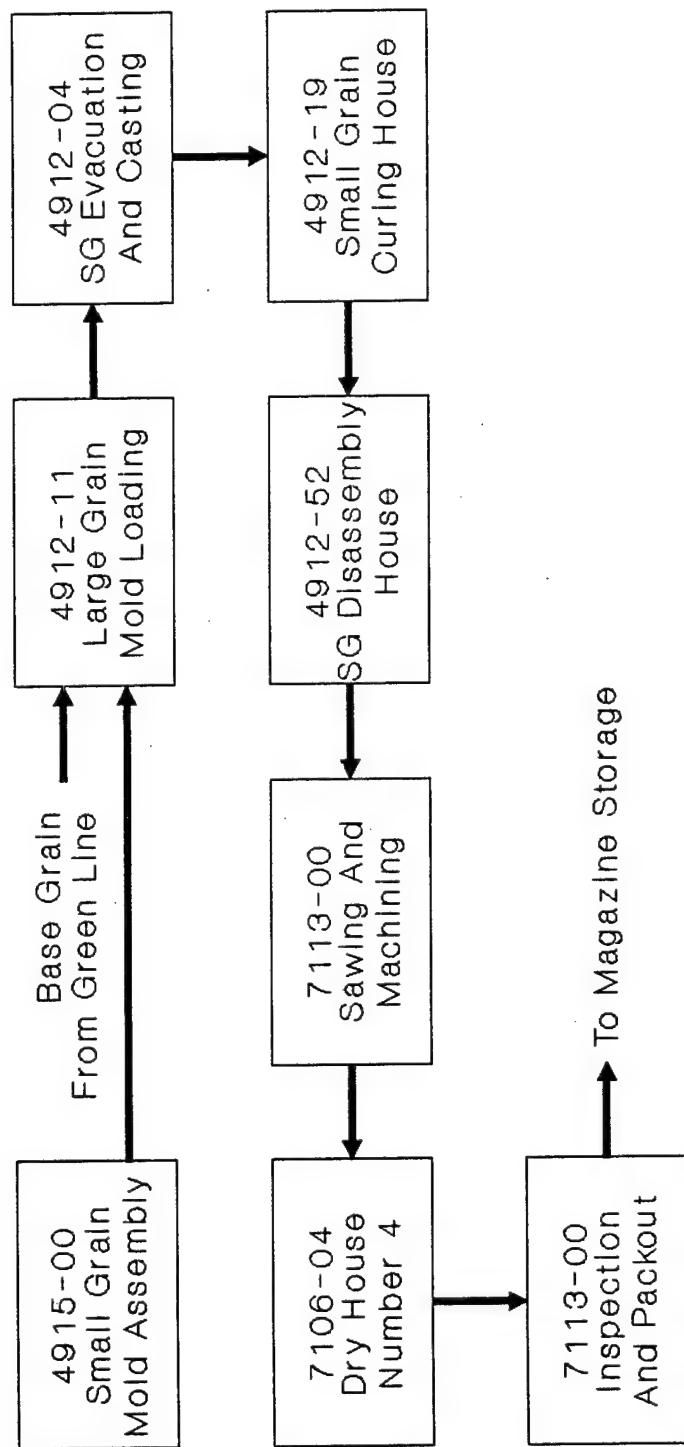 4915-00
Small Grain
Mold Assembly
Base Grain
From Green Line
4912-11
Large Grain
Mold Loading
4912-04
SG Evacuation
And Casting
4912-19
Small Grain
Curing House
4912-52
SG Disassembly
House
7113-00
Sawing And
Machining
7106-04
Dry House
Number 4
7113-00
Inspection
And Packout
To Magazine Storage